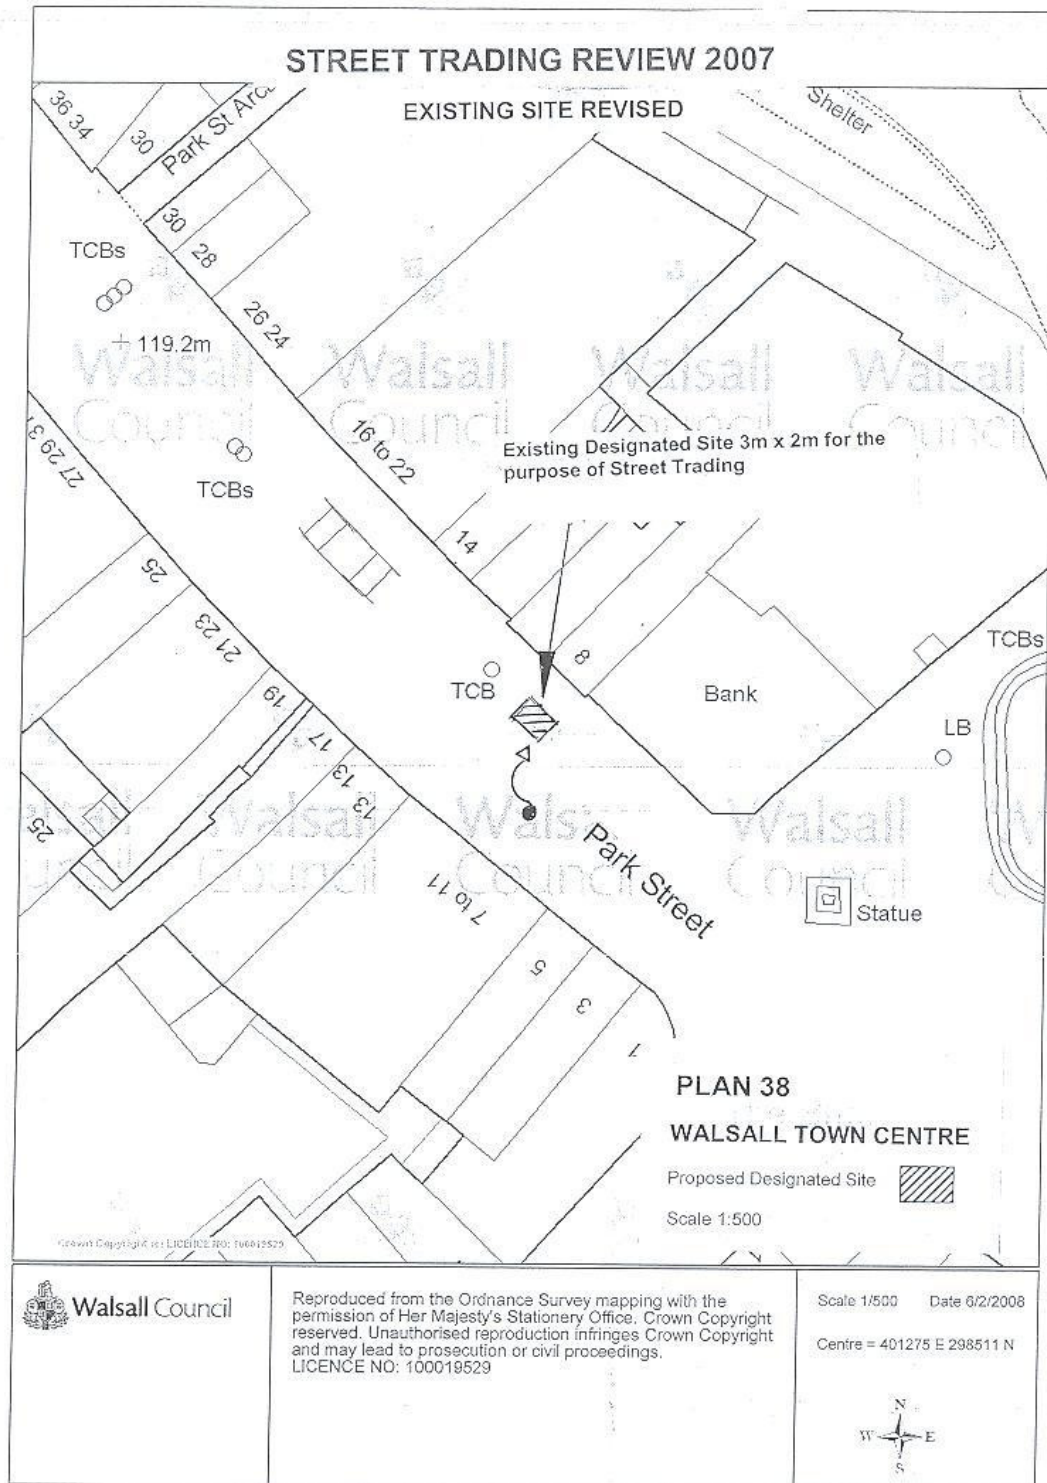 STREET TRADING REVIEW 2007
EXISTING SITE REVISED
36 34
30
Park St Arc
Shelter
30
28
TCBs
26 24
119.2m
Walsall Council
Walsall Council
Walsall Council
Walsall Council
16 to 22
27 29 31
TCBs
Existing Designated Site 3m x 2m for the
purpose of Street Trading
14
25
21 23
TCBs
8
TCB
Bank
19
LB
17
13
13
25
Walsall Council
Walsall Council
Walsall Council
Park Street
7 to 11
Statue
5
3
1
PLAN 38
WALSALL TOWN CENTRE
Proposed Designated Site
Scale 1:500
Crown Copyright (c) LICENCE NO: 100019529
Walsall Council
Reproduced from the Ordnance Survey mapping with the
permission of Her Majesty's Stationery Office. Crown Copyright
reserved. Unauthorised reproduction infringes Crown Copyright
and may lead to prosecution or civil proceedings.
LICENCE NO: 100019529
Scale 1/500 Date 6/2/2008
Centre = 401275 E 298511 N
N
W E
S